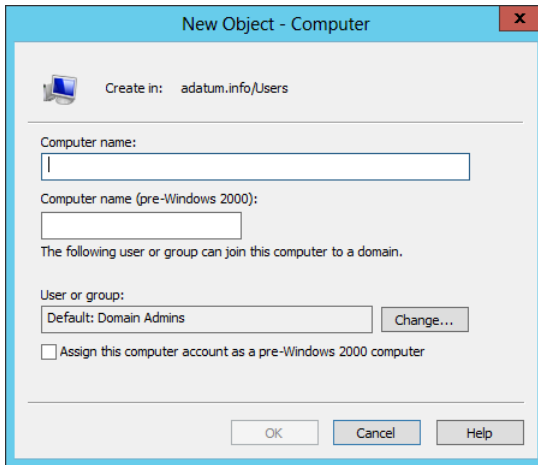 New Object - Computer
x
Create in: adatum.info/Users
Computer name:
Computer name (pre-Windows 2000):
The following user or group can join this computer to a domain.
User or group:
Default: Domain Admins
Change...
Assign this computer account as a pre-Windows 2000 computer
OK Cancel Help